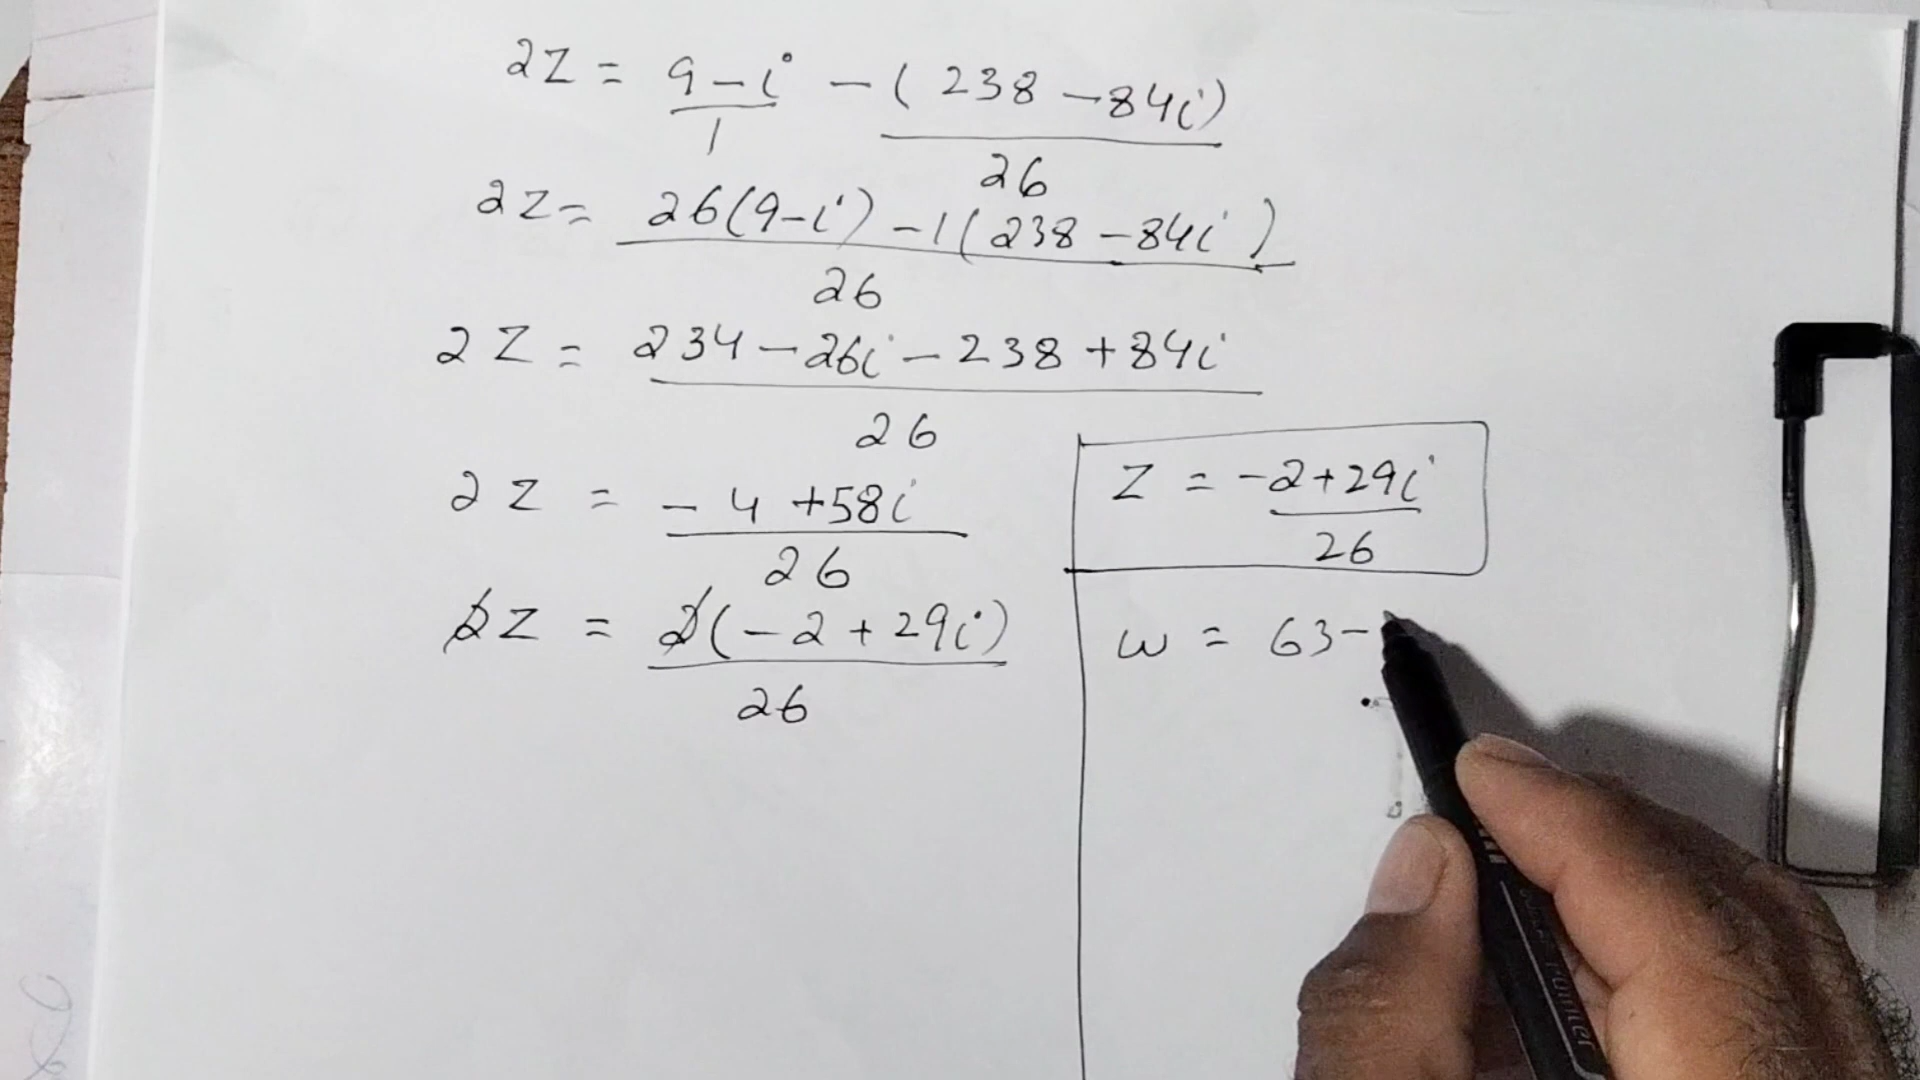 2Z = 9-i/1 - (238-84i)/26
2Z = 26(9-i) -1(238-84i)/26
2Z = 234-26i-238+84i/26
2Z = -4+58i/26
2Z = 2(-2+29i)/26
Z = -2+29i/26
w = 63-